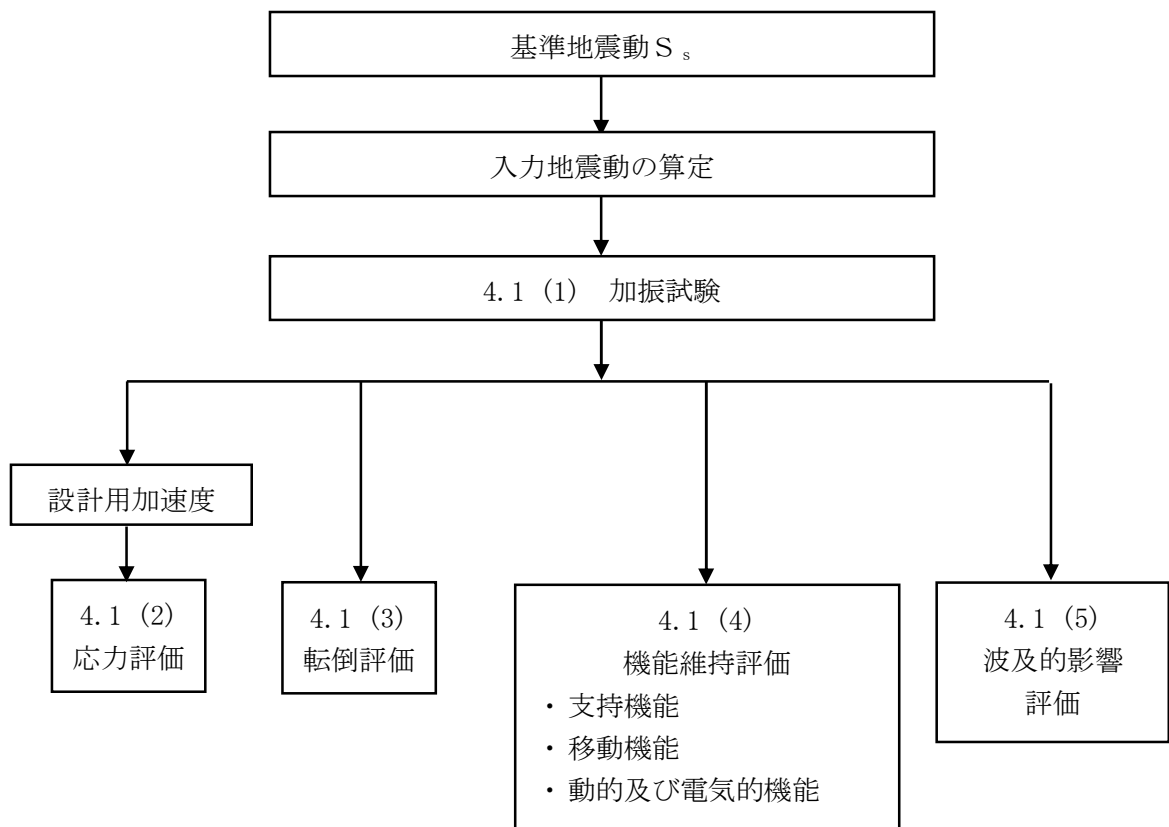 基準地震動Ｓｓ
入力地震動の算定
4.1 (1)　加振試験
設計用加速度
4.1 (2)
応力評価
4.1 (3)
転倒評価
4.1 (4)
機能維持評価
・支持機能
・移動機能
・動的及び電気的機能
4.1 (5)
波及的影響
評価